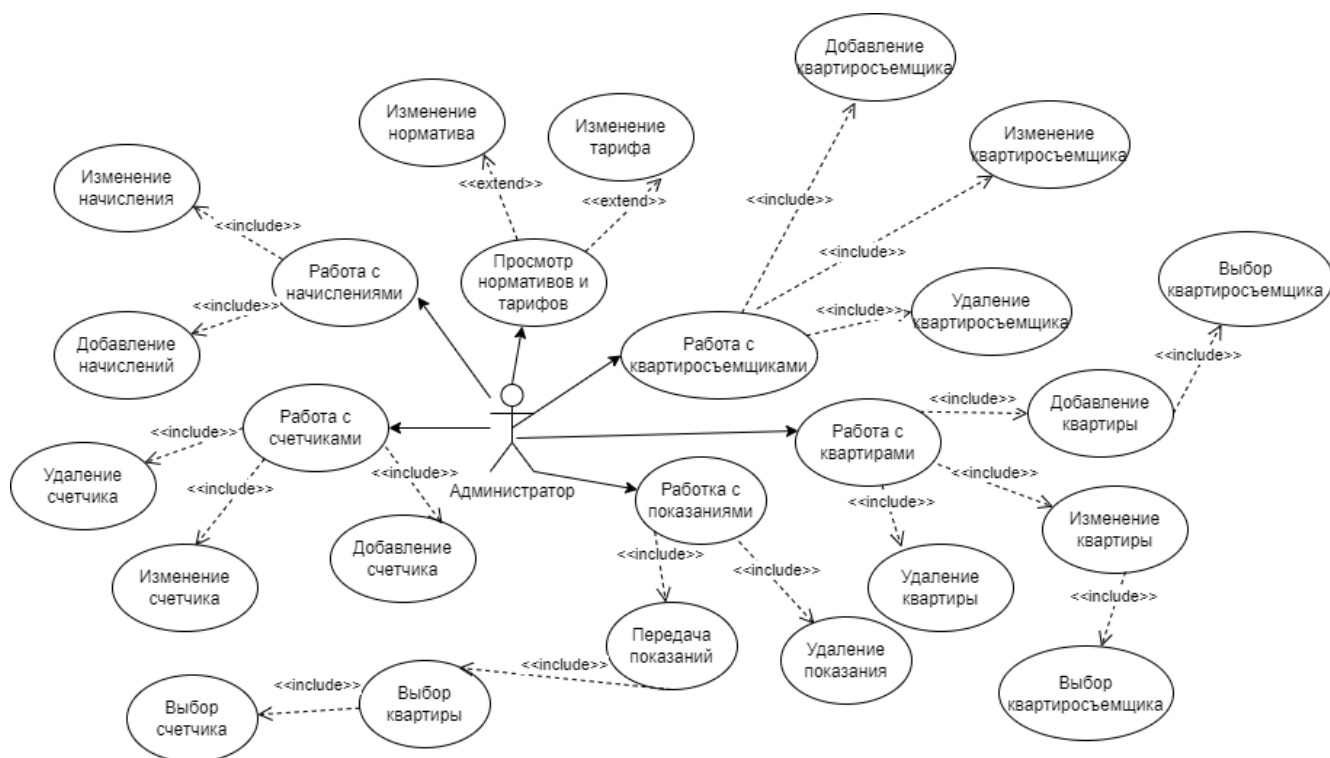 Добавление
квартиросъемщика
Изменение
норматива
Изменение
тарифа
Изменение
квартиросъемщика
Изменение
начисления
<<extend>>
<<extend>>
<<include>>
<<include>>
<<include>>
Работа с
начислениями
Просмотр
нормативов и
тарифов
Выбор
квартиросъемщика
<<include>>
<<include>>
Удаление
квартиросъемщика
Добавление
начислений
Работа с
квартиросъемщиками
<<include>>
<<include>>
Добавление
квартиры
Работа с
счетчиками
<<include>>
Работа с
квартирами
Удаление
счетчика
<<include>>
<<include>>
Администратор
Работка с
показаниями
<<include>>
Изменение
квартиры
Добавление
счетчика
<<include>>
<<include>>
<<include>>
Изменение
счетчика
Удаление
квартиры
<<include>>
Передача
показаний
Удаление
показания
<<include>>
<<include>>
Выбор
квартиры
Выбор
счетчика
Выбор
квартиросъемщика